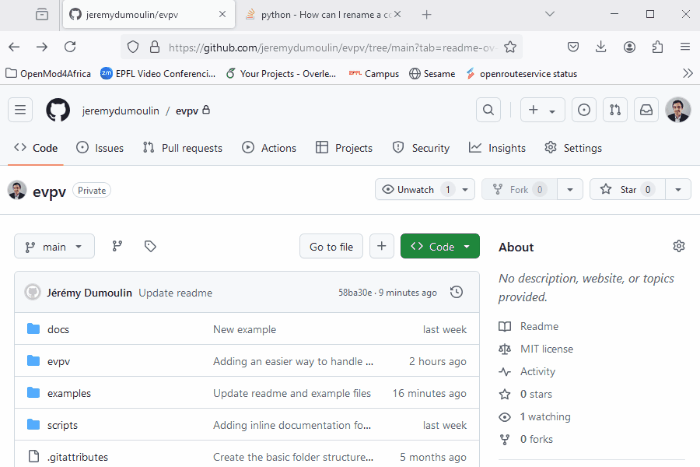 jeremydumoulin/evpv
python - How can I rename a co
https://github.com/jeremydumoulin/evpv/tree/main?tab=readme-ov-
OpenMod4Africa
zm EPFL Video Conferenci...
Your Projects - Overle...
EPFL Campus
Sesame
openrouteservice status
jeremydumoulin / evpv
Code
Issues
Pull requests
Actions
Projects
Security
Insights
Settings
evpv Private
Unwatch 1
Fork 0
Star 0
main
Go to file
Code
About
No description, website, or topics
provided.
Jérémy Dumoulin Update readme 58ba30e · 9 minutes ago
docs New example last week
evpv Adding an easier way to handle ... 2 hours ago
examples Update readme and example files 16 minutes ago
scripts Adding inline documentation fo... last week
.gitattributes Create the basic folder structure... 5 months ago
Readme
MIT license
Activity
0 stars
1 watching
0 forks